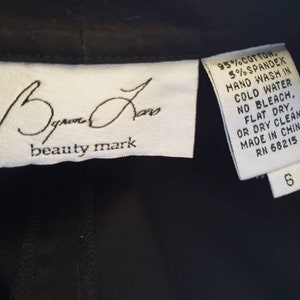 Byron Lars
beauty mark
95% COTTON
5% SPANDEX
HAND WASH IN
COLD WATER
NO BLEACH.
FLAT DRY,
OR DRY CLEAN
MADE IN CHINA
RN 68215
6